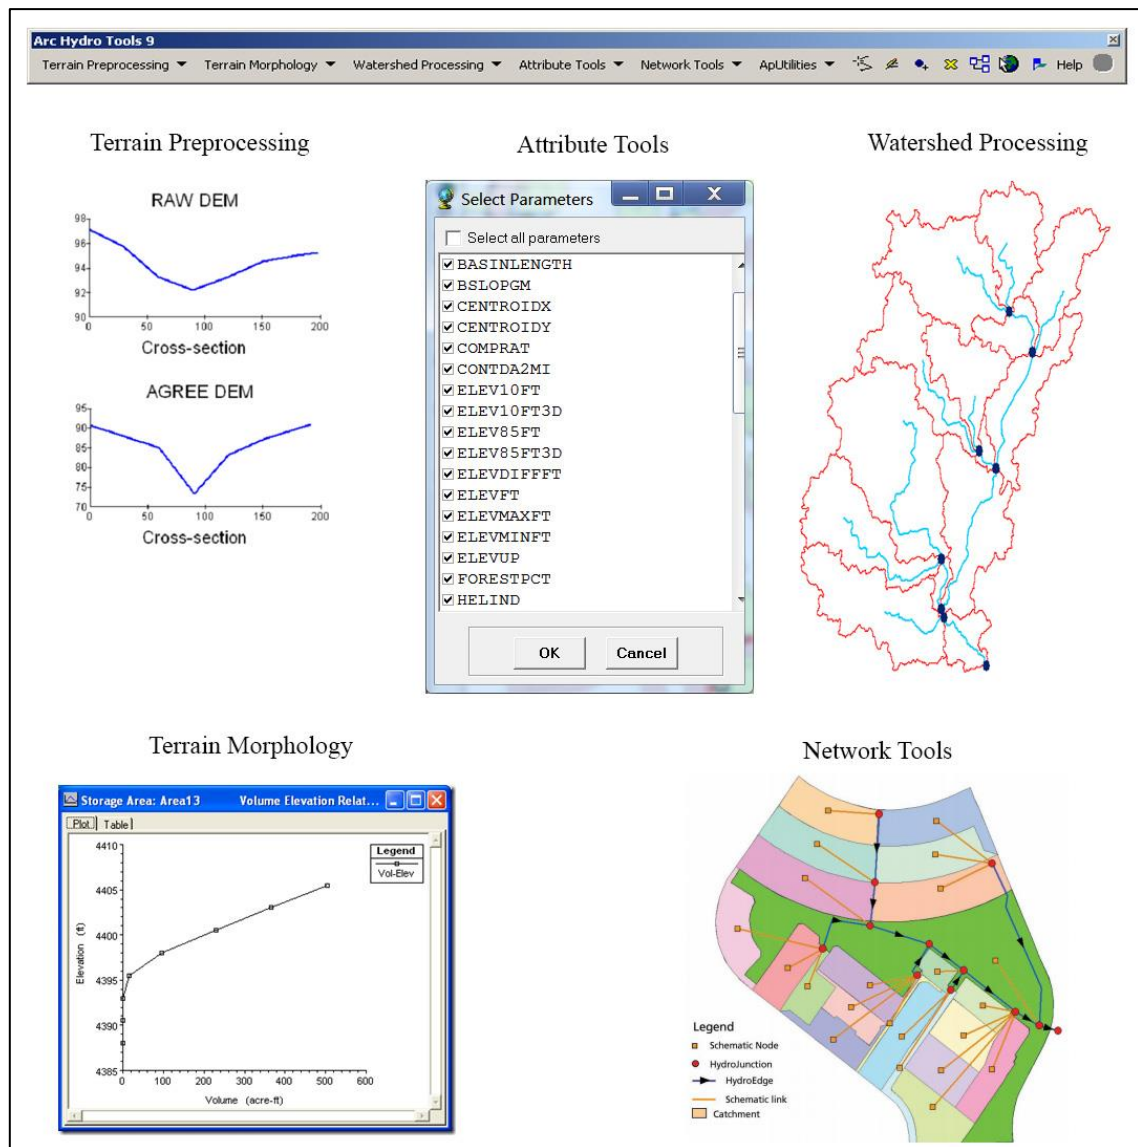 Arc Hydro Tools 9
Terrain Preprocessing Terrain Morphology Watershed Processing Attribute Tools Network Tools ApUtilities Help
Terrain Preprocessing
RAW DEM
98
96
94
92
90
0 50 100 150 200
Cross-section
AGREE DEM
95
90
85
80
75
70
0 50 100 150 200
Cross-section
Attribute Tools
Select Parameters
Select all parameters
BASINLENGTH
BSLOPGM
CENTROIDX
CENTROIDY
COMPRAT
CONTDA2MI
ELEV10FT
ELEV10FT3D
ELEV85FT
ELEV85FT3D
ELEVDIFFFT
ELEVFT
ELEVMAXFT
ELEVMINFT
ELEVUP
FORESTPCT
HELIND
OK Cancel
Watershed Processing
Terrain Morphology
Storage Area: Area13 Volume Elevation Relat...
Plot Table
4410
4405
4400
4395
4390
4385
Elevation (ft)
0 100 200 300 400 500 600
Volume (acre-ft)
Legend
Vol-Elev
Network Tools
Legend
Schematic Node
HydroJunction
HydroEdge
Schematic link
Catchment